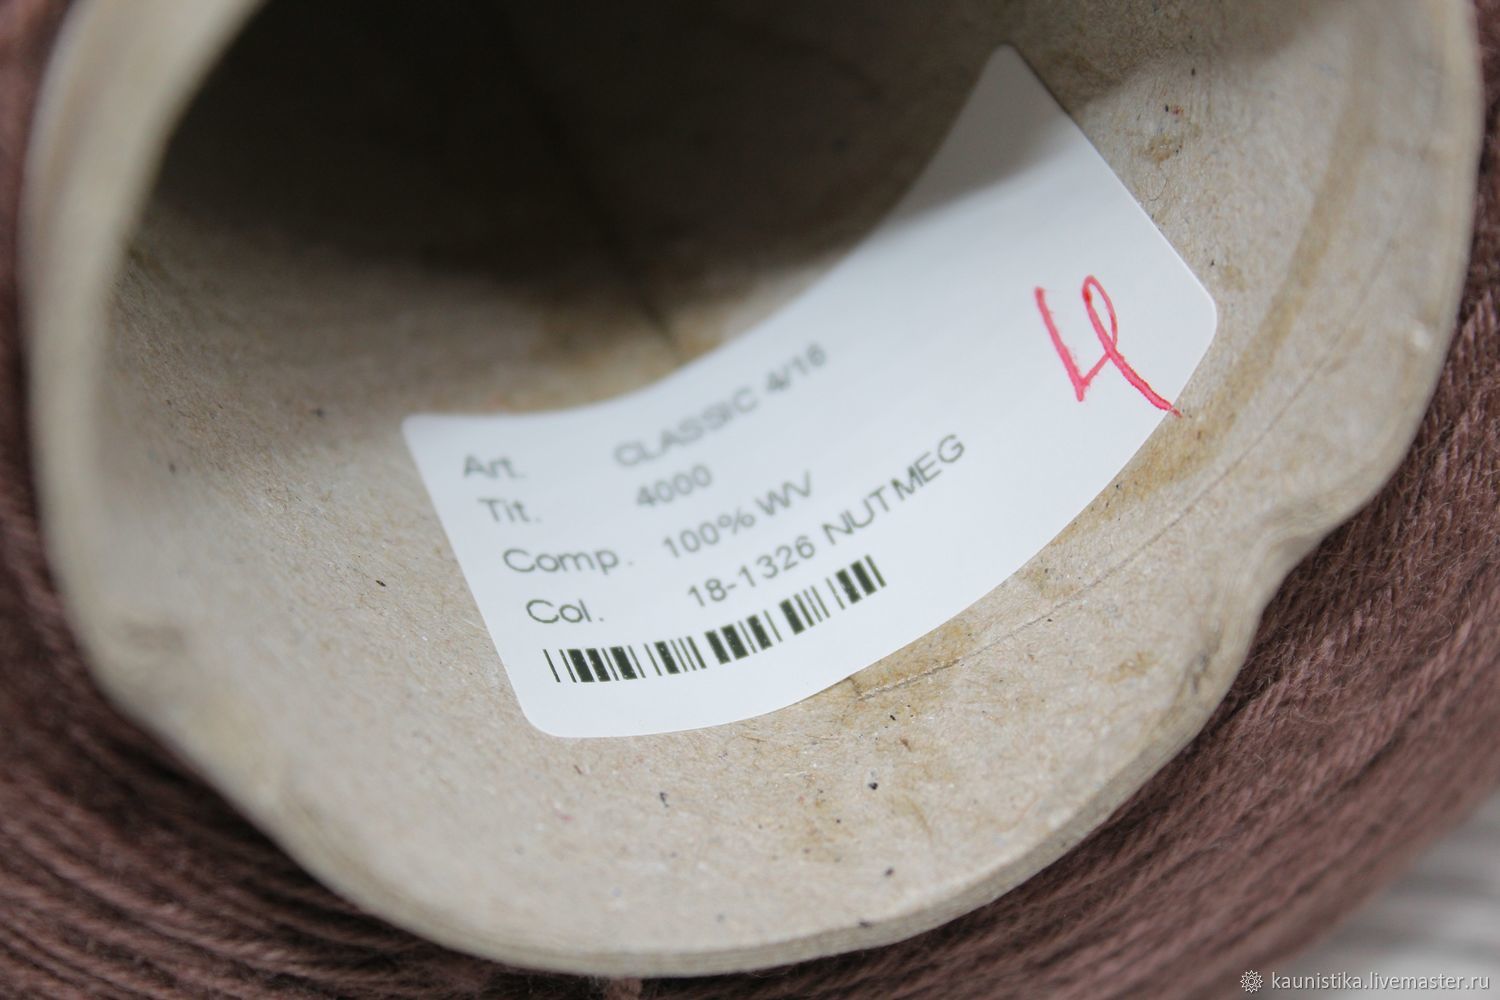 Art. CLASSIC 4/16
Tit. 4000
Comp. 100% WV
Col. 18-1326 NUTMEG
4
kaunistika.livemaster.ru